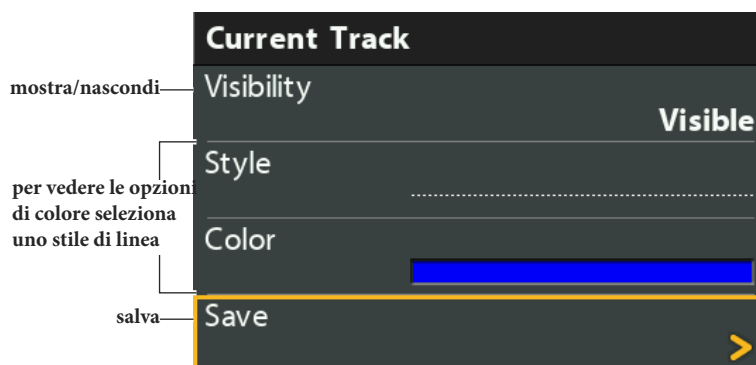 Current Track
mostra/nascondi
Visibility
Visible
Style
per vedere le opzioni
di colore seleziona
uno stile di linea
Color
salva
Save